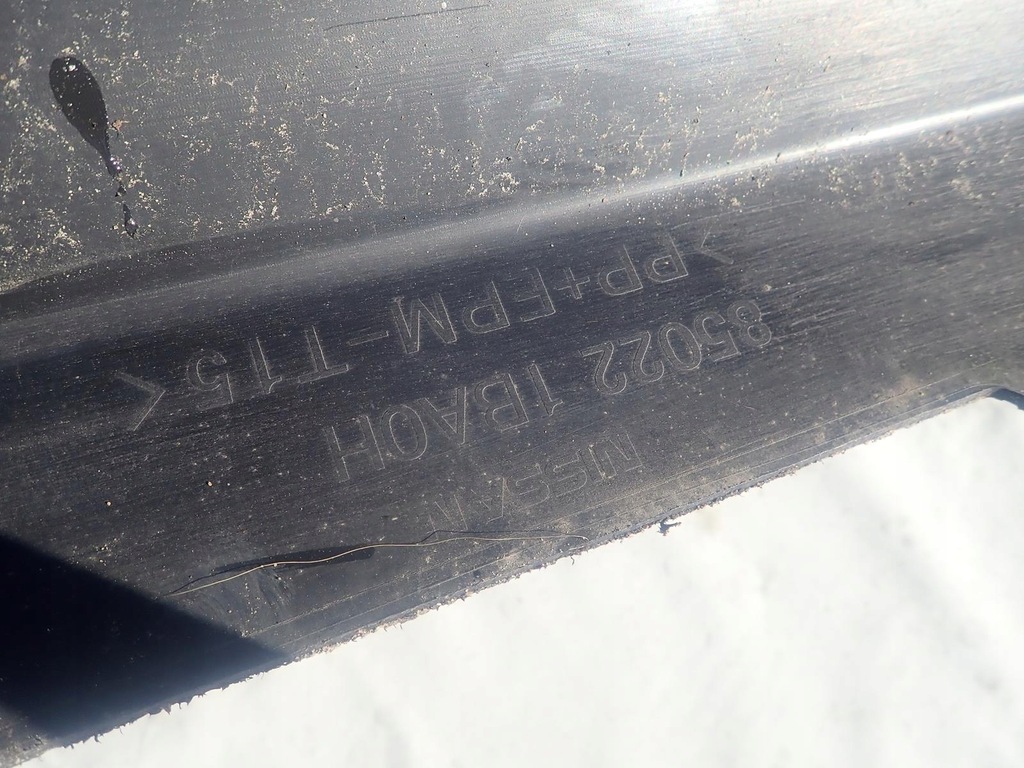 NISSAN
85022 1BA0H
>PP+EPM-T15<